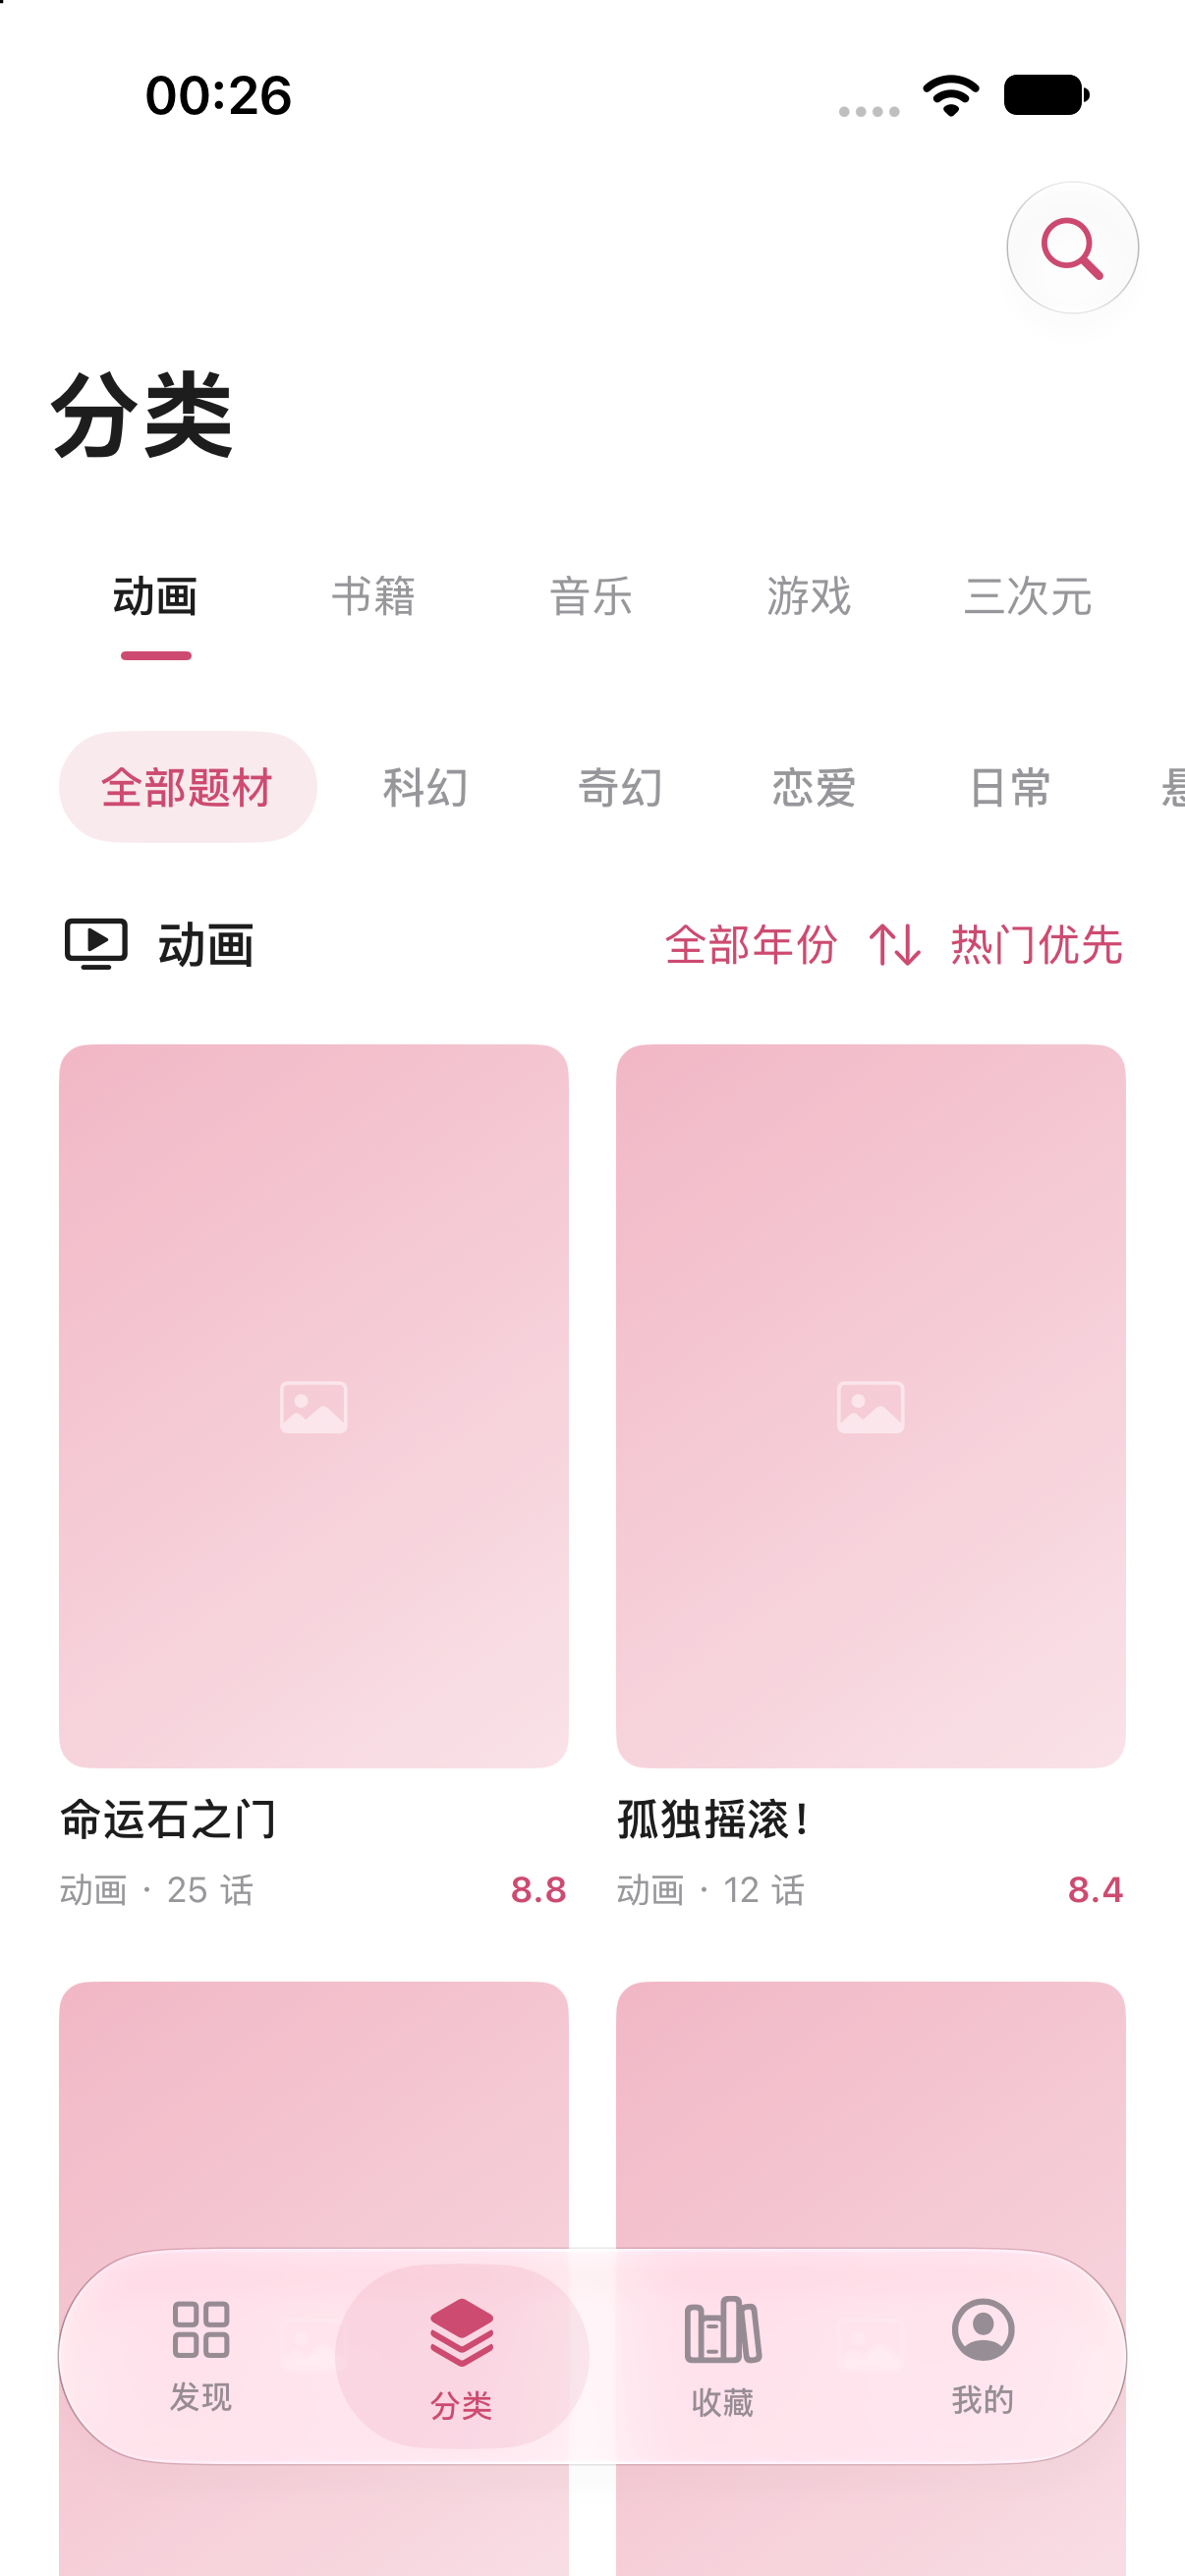 00:26
分类
动画 书籍 音乐 游戏 三次元
全部题材 科幻 奇幻 恋爱 日常
动画 全部年份 热门优先
命运石之门 孤独摇滚！
动画 · 25 话 8.8 动画 · 12 话 8.4
发现 分类 收藏 我的